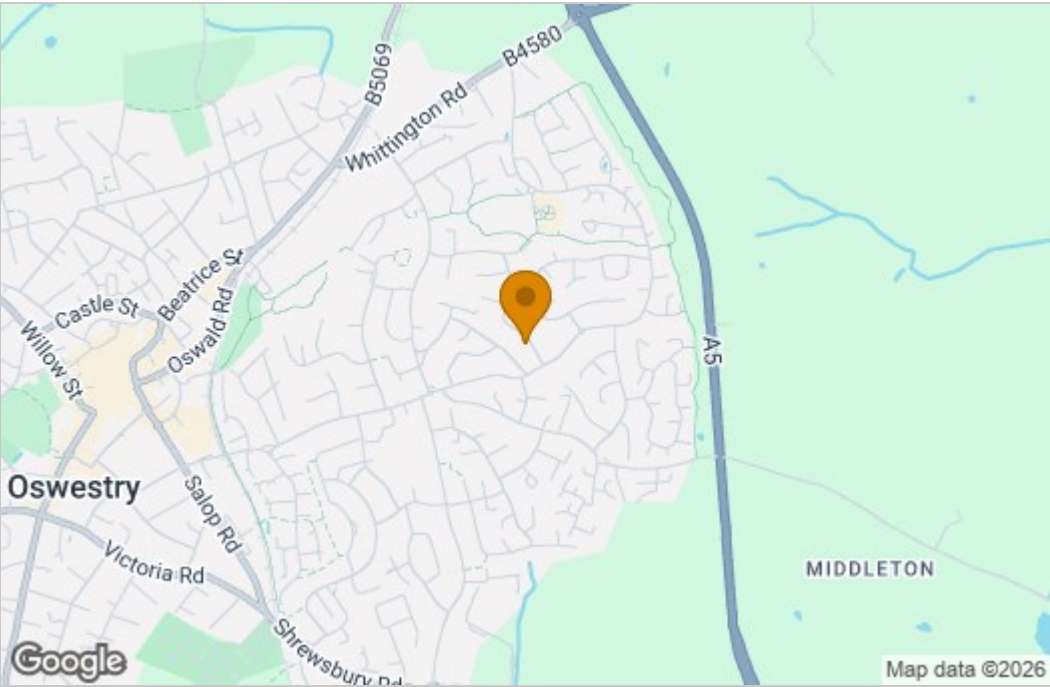 B5069
B4580
Whittington Rd
Beatrice St
Castle St
Oswald Rd
Willow St
A5
Oswestry
Salop Rd
Victoria Rd
MIDDLETON
Shrewsbury Rd
Google
Map data ©2026